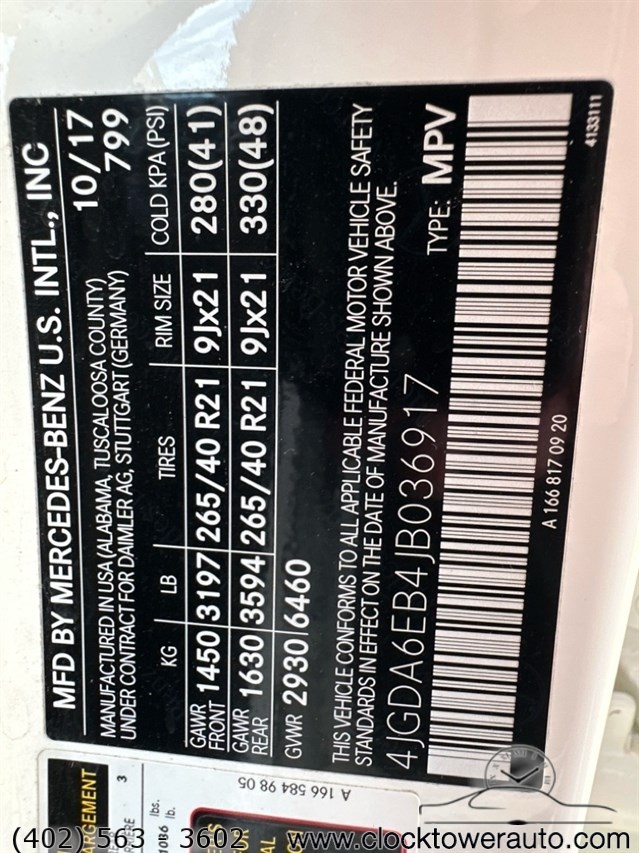 MFD BY MERCEDES-BENZ U.S. INTL., INC
10/17
MANUFACTURED IN USA (ALABAMA, TUSCALOOSA COUNTY)
UNDER CONTRACT FOR DAIMLER AG, STUTTGART (GERMANY)
799
KG LB TIRES RIM SIZE COLD KPA (PSI)
GAWR FRONT 1450 3197 265/40 R21 9Jx21 280(41)
GAWR REAR 1630 3594 265/40 R21 9Jx21 330(48)
GVWR 2930 6460
THIS VEHICLE CONFORMS TO ALL APPLICABLE FEDERAL MOTOR VEHICLE SAFETY
STANDARDS IN EFFECT ON THE DATE OF MANUFACTURE SHOWN ABOVE.
4JGDA6EB4JB036917 TYPE: MPV
A 166 817 09 20
4133111
3
lbs.
lb.
A 166 584 98 05
(402) 563 - 3602 www.clocktowerauto.com